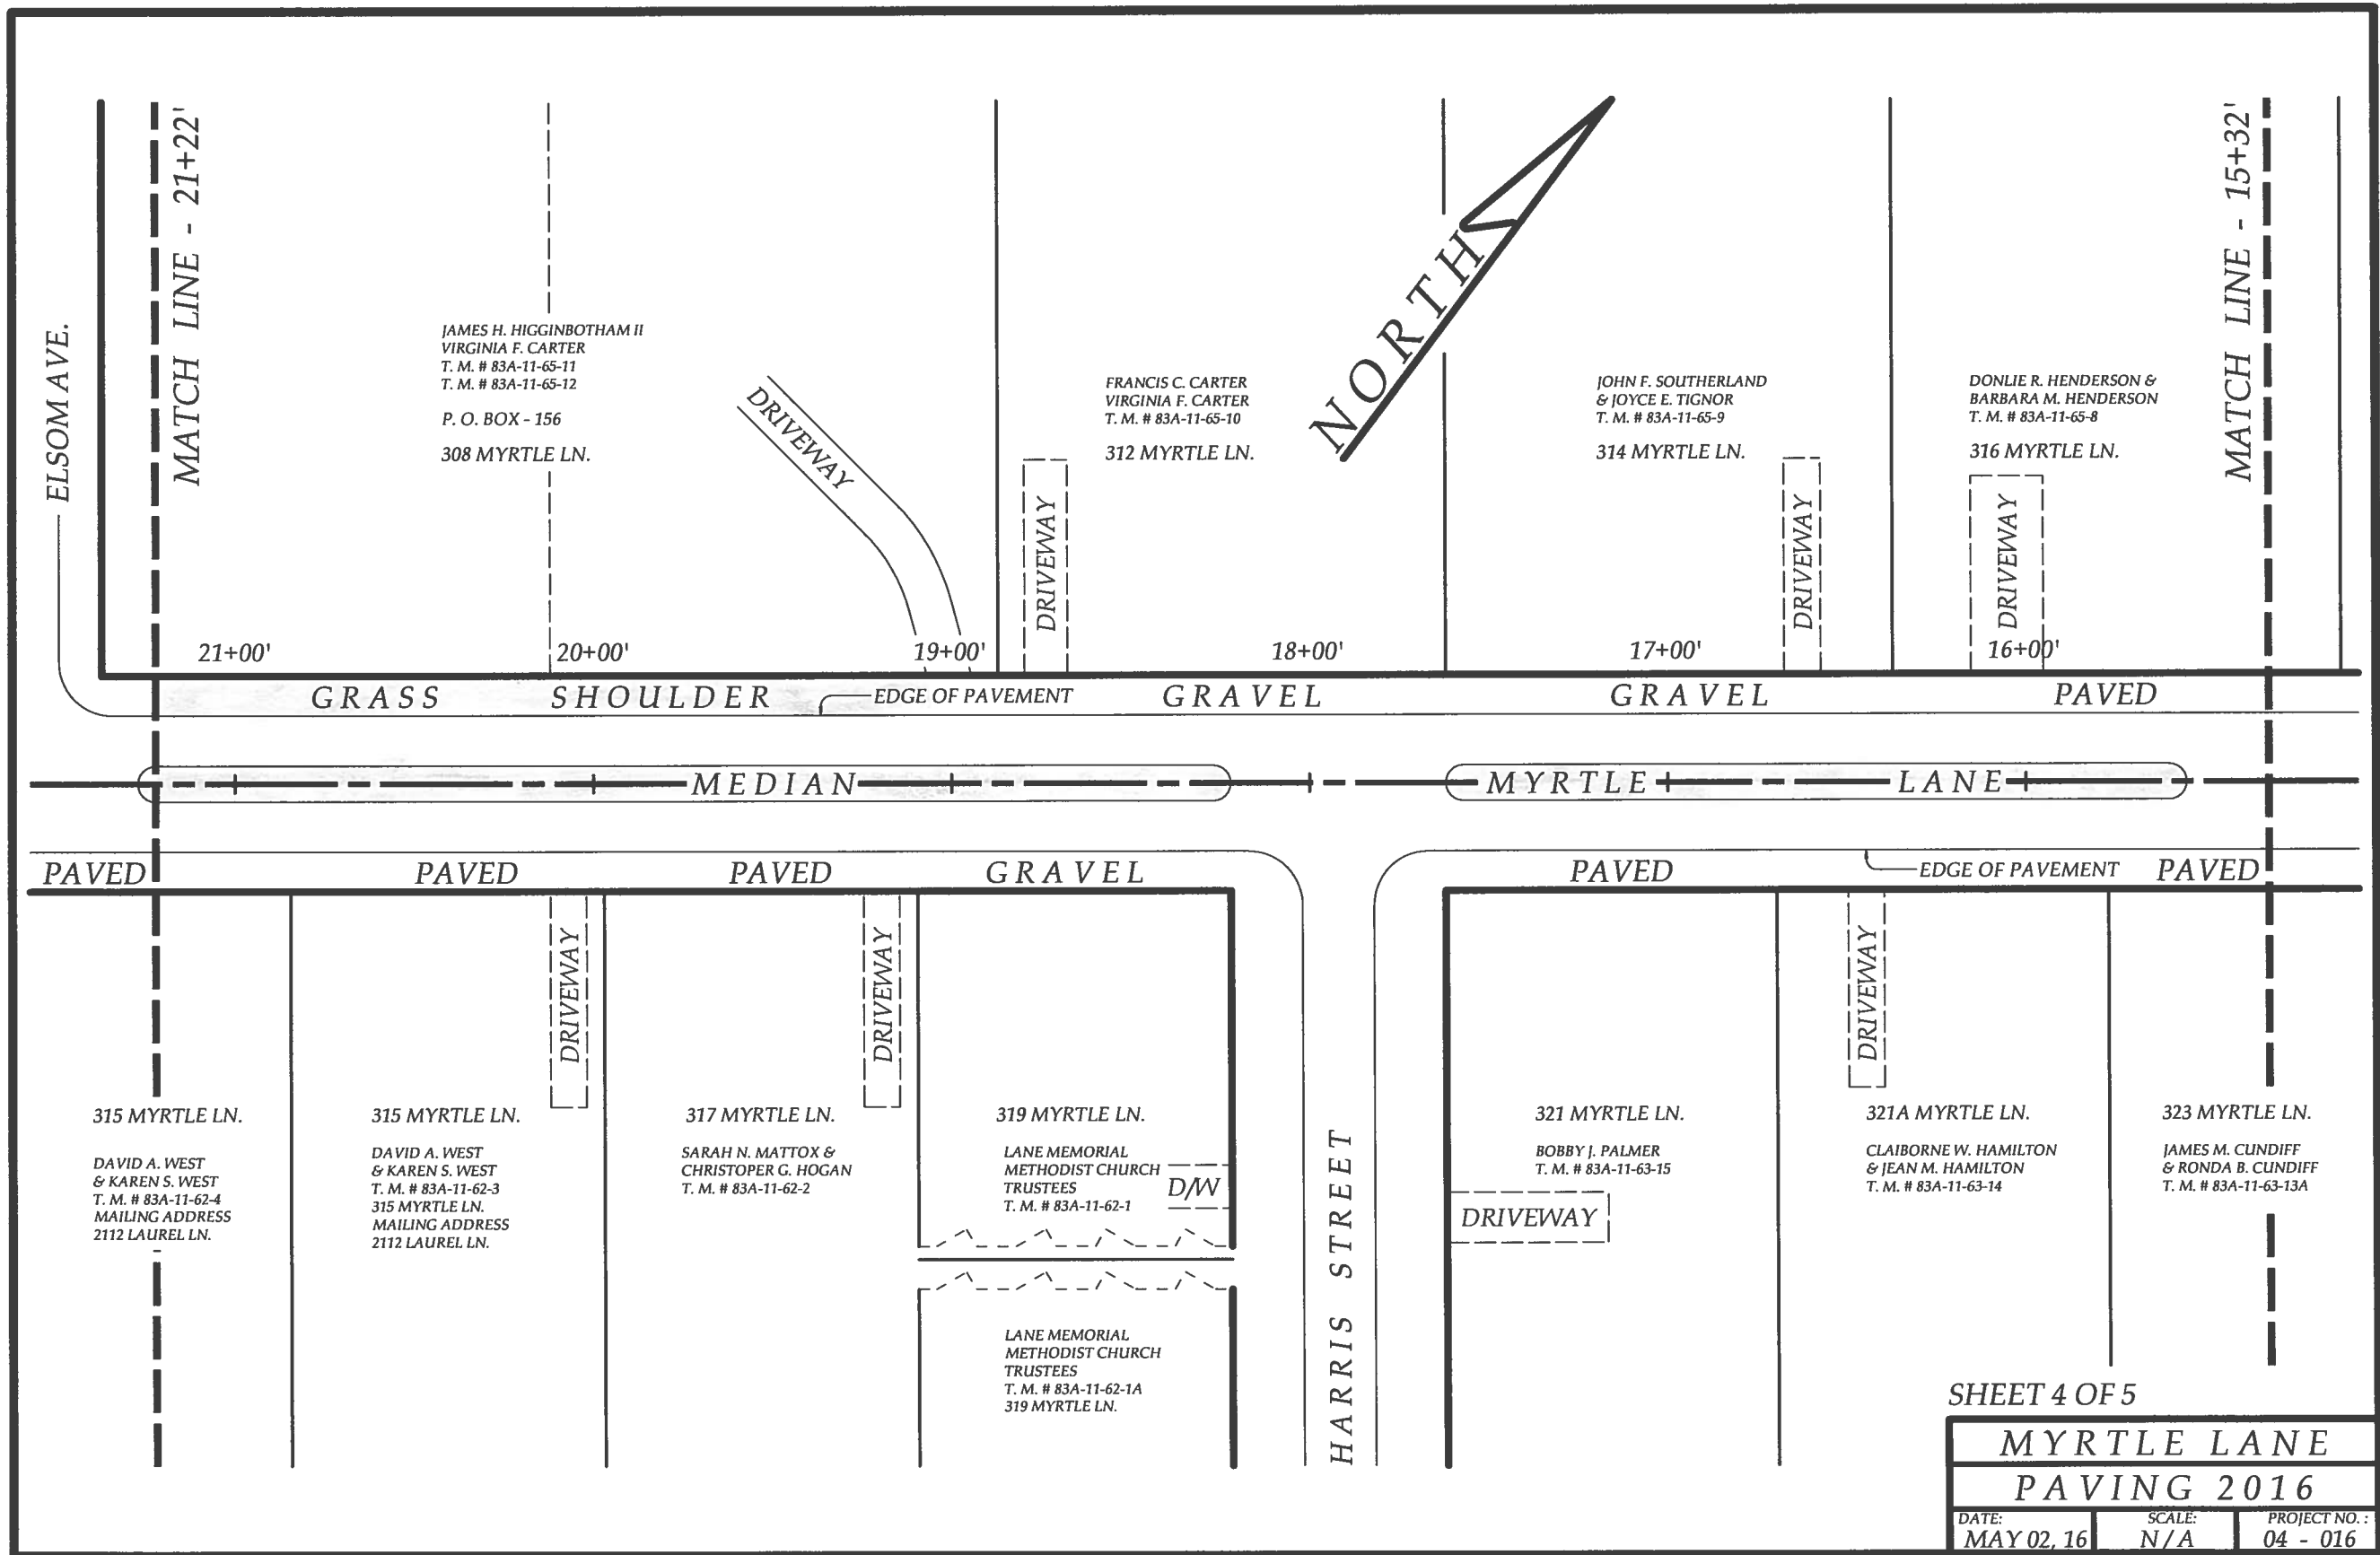 ELSOM AVE.
MATCH LINE - 21+22'
JAMES H. HIGGINBOTHAM II
VIRGINIA F. CARTER
T. M. # 83A-11-65-11
T. M. # 83A-11-65-12
P. O. BOX - 156
308 MYRTLE LN.
DRIVEWAY
FRANCIS C. CARTER
VIRGINIA F. CARTER
T. M. # 83A-11-65-10
312 MYRTLE LN.
DRIVEWAY
NORTH
JOHN F. SOUTHERLAND
& JOYCE E. TIGNOR
T. M. # 83A-11-65-9
314 MYRTLE LN.
DRIVEWAY
DONLIE R. HENDERSON &
BARBARA M. HENDERSON
T. M. # 83A-11-65-8
316 MYRTLE LN.
DRIVEWAY
MATCH LINE - 15+32'
21+00' 20+00' 19+00' 18+00' 17+00' 16+00'
GRASS SHOULDER EDGE OF PAVEMENT GRAVEL GRAVEL PAVED
MEDIAN MYRTLE LANE
PAVED PAVED PAVED GRAVEL PAVED EDGE OF PAVEMENT PAVED
DRIVEWAY
DRIVEWAY
DRIVEWAY
315 MYRTLE LN.
DAVID A. WEST
& KAREN S. WEST
T. M. # 83A-11-62-4
MAILING ADDRESS
2112 LAUREL LN.
315 MYRTLE LN.
DAVID A. WEST
& KAREN S. WEST
T. M. # 83A-11-62-3
315 MYRTLE LN.
MAILING ADDRESS
2112 LAUREL LN.
317 MYRTLE LN.
SARAH N. MATTOX &
CHRISTOPER G. HOGAN
T. M. # 83A-11-62-2
319 MYRTLE LN.
LANE MEMORIAL
METHODIST CHURCH
TRUSTEES
T. M. # 83A-11-62-1
D/W
LANE MEMORIAL
METHODIST CHURCH
TRUSTEES
T. M. # 83A-11-62-1A
319 MYRTLE LN.
HARRIS STREET
321 MYRTLE LN.
BOBBY J. PALMER
T. M. # 83A-11-63-15
DRIVEWAY
321A MYRTLE LN.
CLAIBORNE W. HAMILTON
& JEAN M. HAMILTON
T. M. # 83A-11-63-14
323 MYRTLE LN.
JAMES M. CUNDIFF
& RONDA B. CUNDIFF
T. M. # 83A-11-63-13A
SHEET 4 OF 5
MYRTLE LANE
PAVING 2016
DATE: SCALE: PROJECT NO. :
MAY 02, 16 N / A 04 - 016